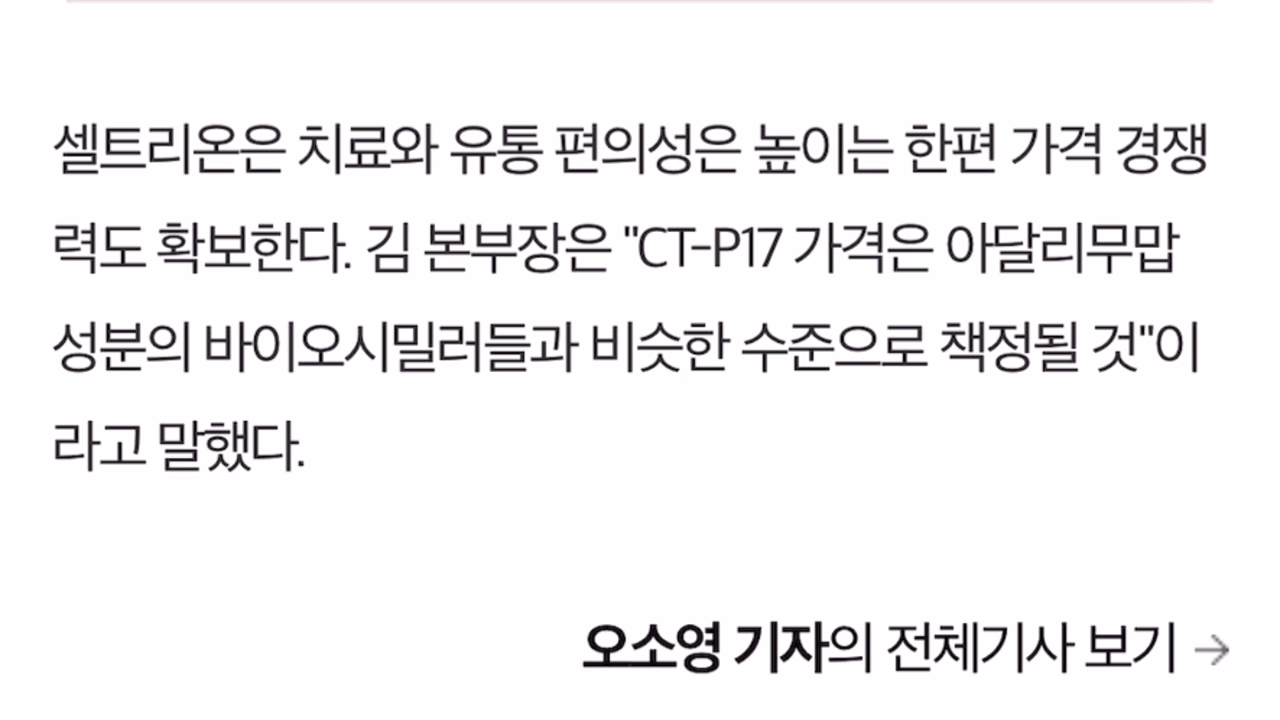 셀트리온은 치료와 유통 편의성은 높이는 한편 가격 경쟁
력도 확보한다. 김 본부장은 "CT-P17 가격은 아달리무맙
성분의 바이오시밀러들과 비슷한 수준으로 책정될 것"이
라고 말했다.
오소영 기자의 전체기사 보기 →